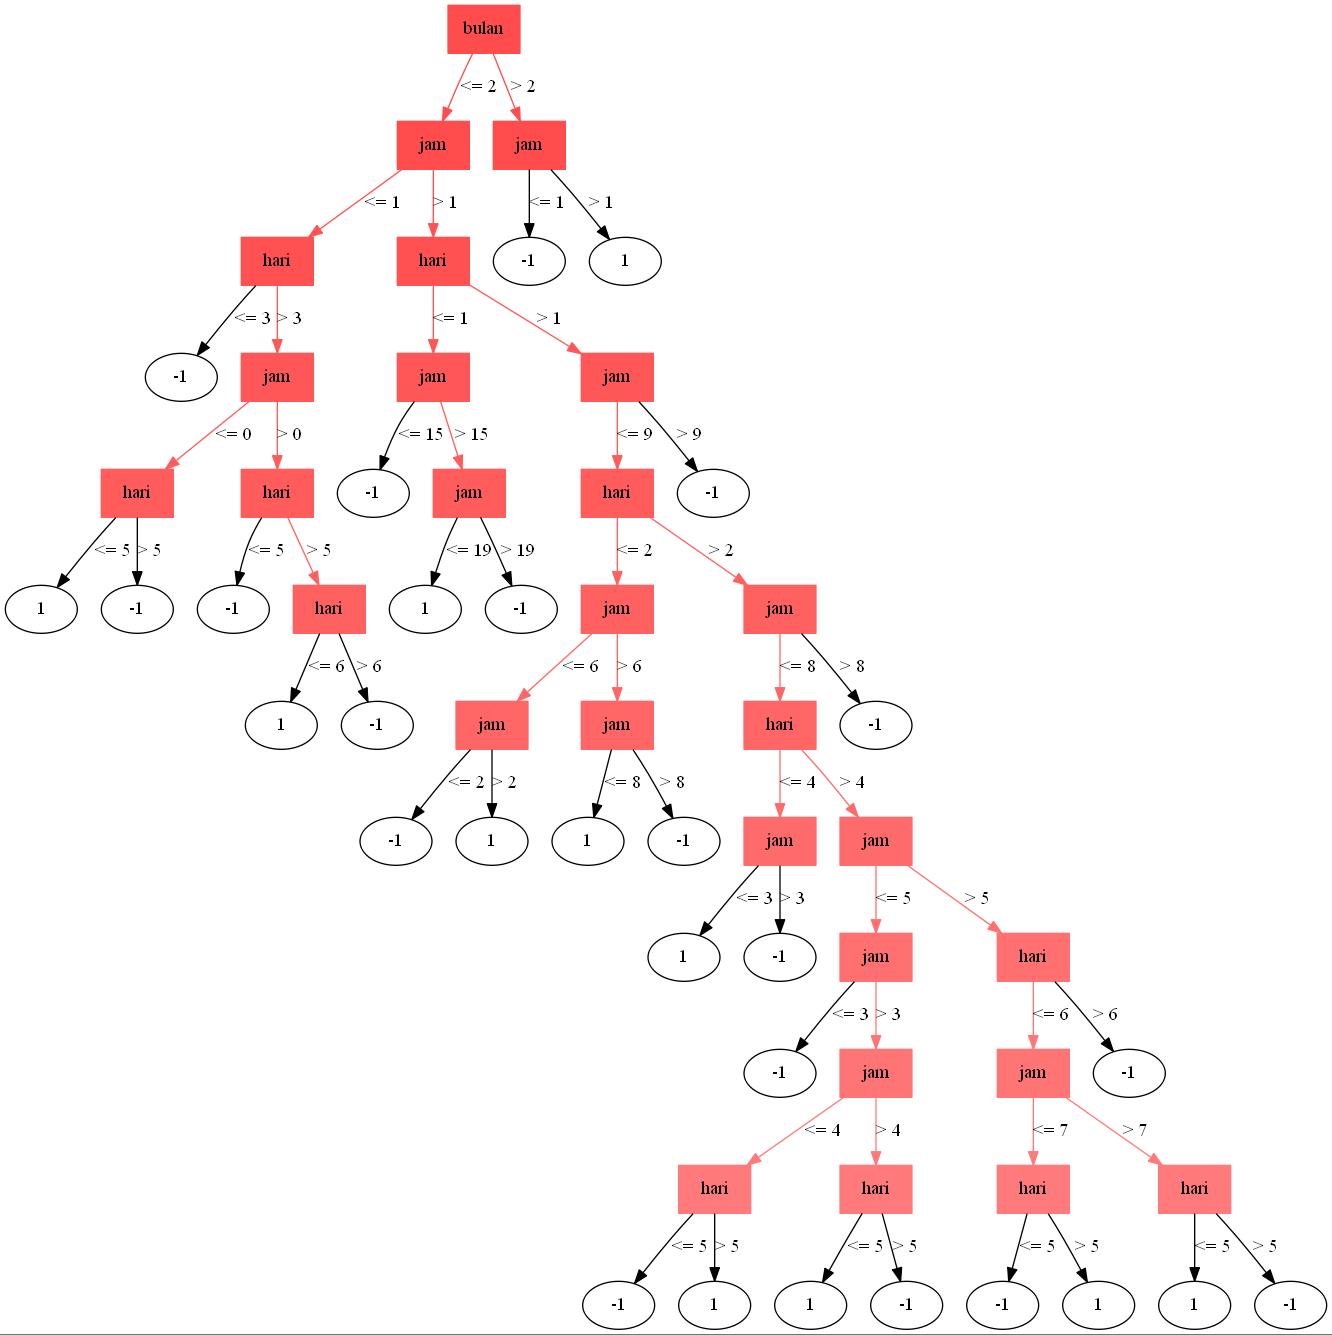 bulan
<= 2 > 2
jam jam
<= 1 > 1 <= 1 > 1
hari hari -1 1
<= 3 > 3 <= 1 > 1
-1 jam jam jam
<= 0 > 0 <= 15 > 15 <= 9 > 9
hari hari -1 jam hari -1
<= 5 > 5 <= 5 > 5 <= 19 > 19 <= 2 > 2
1 -1 -1 hari 1 -1 jam jam
<= 6 > 6 <= 6 > 6 <= 8 > 8
1 -1 jam jam hari -1
<= 2 > 2 <= 8 > 8 <= 4 > 4
-1 1 1 -1 jam jam
<= 3 > 3 <= 5 > 5
1 -1 jam hari
<= 3 > 3 <= 6 > 6
-1 jam jam -1
<= 4 > 4 <= 7 > 7
hari hari hari hari
<= 5 > 5 <= 5 > 5 <= 5 > 5 <= 5 > 5
-1 1 1 -1 -1 1 1 -1